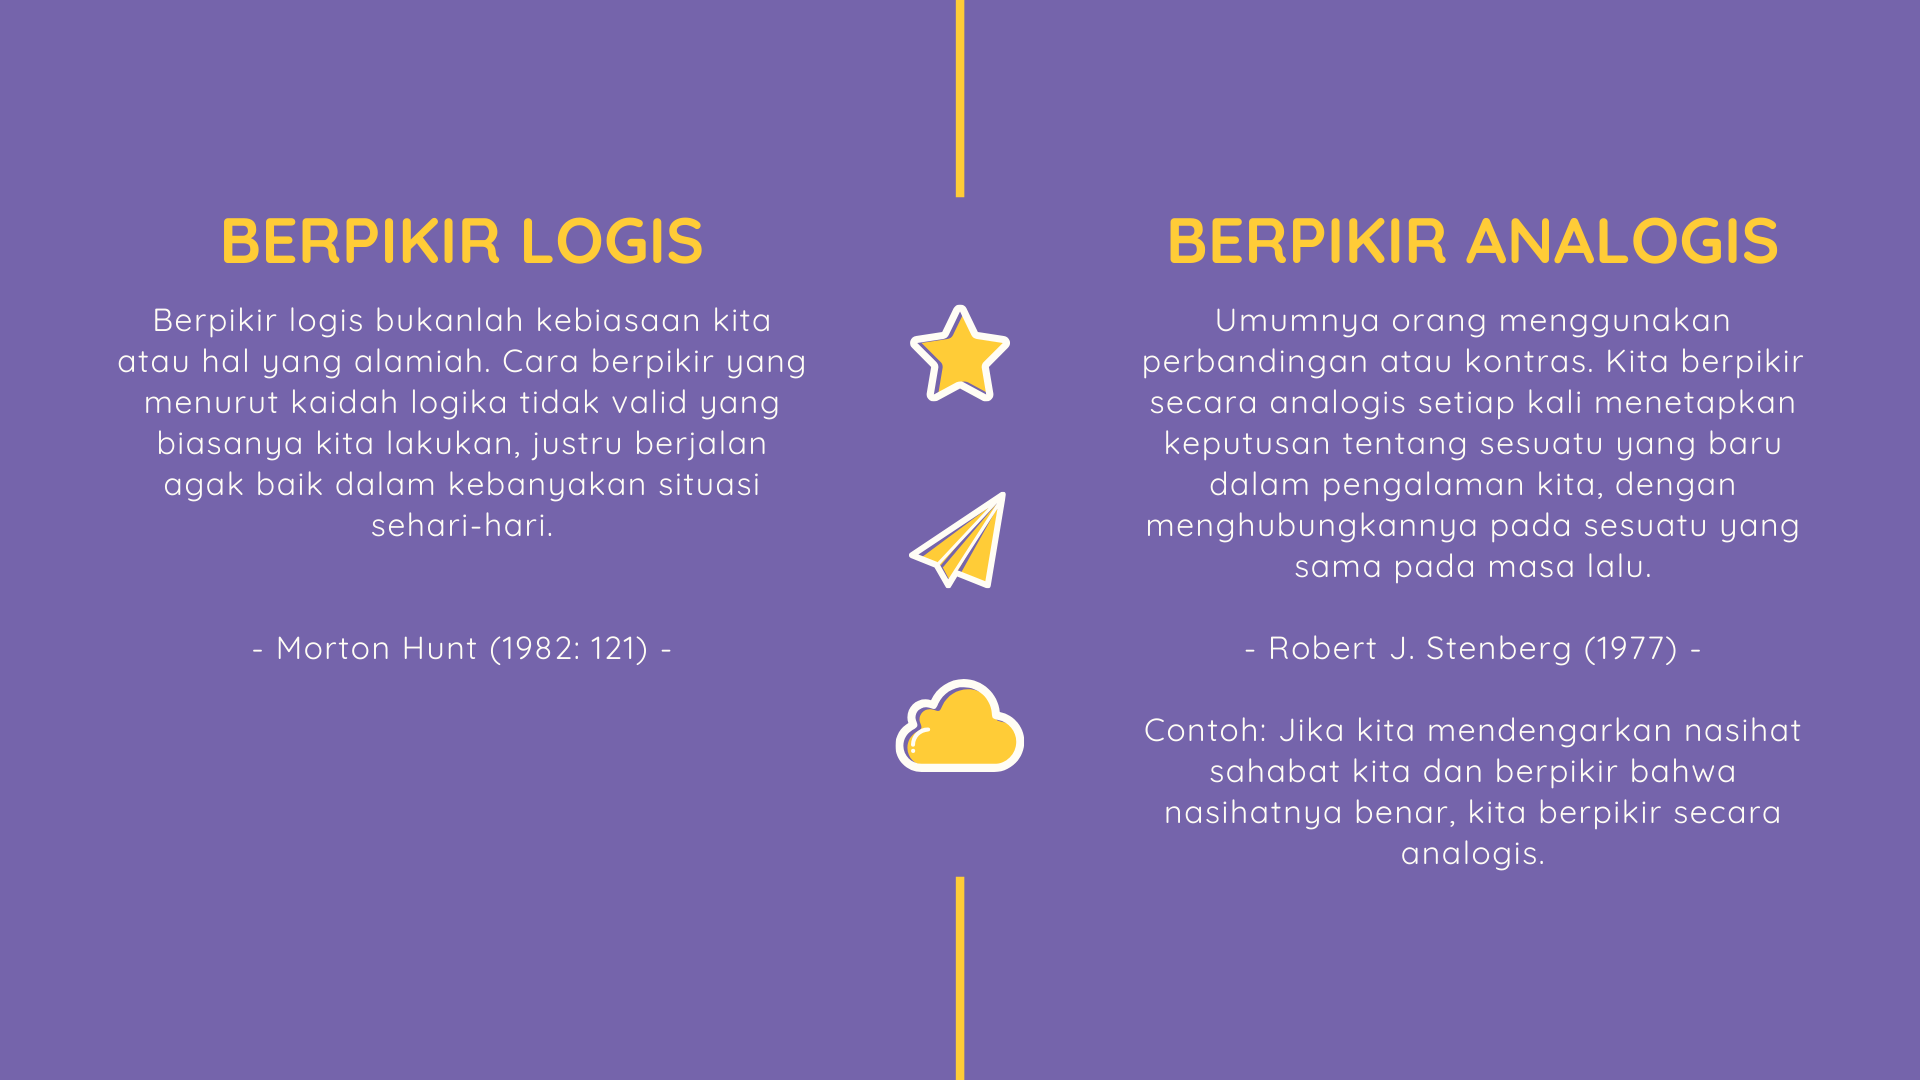 BERPIKIR LOGIS
Berpikir logis bukanlah kebiasaan kita
atau hal yang alamiah. Cara berpikir yang
menurut kaidah logika tidak valid yang
biasanya kita lakukan, justru berjalan
agak baik dalam kebanyakan situasi
sehari-hari.
- Morton Hunt (1982: 121) -
BERPIKIR ANALOGIS
Umumnya orang menggunakan
perbandingan atau kontras. Kita berpikir
secara analogis setiap kali menetapkan
keputusan tentang sesuatu yang baru
dalam pengalaman kita, dengan
menghubungkannya pada sesuatu yang
sama pada masa lalu.
- Robert J. Stenberg (1977) -
Contoh: Jika kita mendengarkan nasihat
sahabat kita dan berpikir bahwa
nasihatnya benar, kita berpikir secara
analogis.